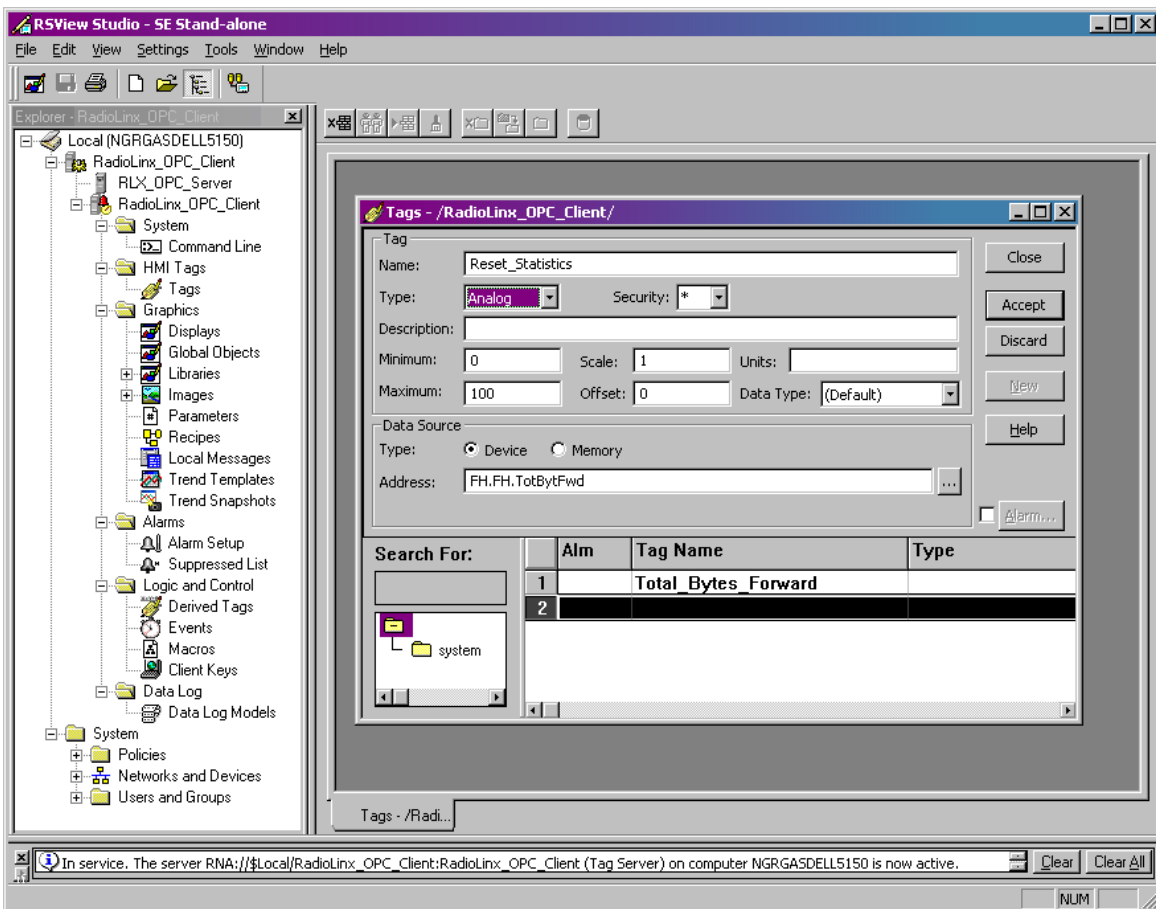 RSView Studio - SE Stand-alone
File Edit View Settings Tools Window Help
Explorer - RadioLinx_OPC_Client
Local (NGRGASDELL5150)
RadioLinx_OPC_Client
RLX_OPC_Server
RadioLinx_OPC_Client
System
Command Line
HMI Tags
Tags
Graphics
Displays
Global Objects
Libraries
Images
Parameters
Recipes
Local Messages
Trend Templates
Trend Snapshots
Alarms
Alarm Setup
Suppressed List
Logic and Control
Derived Tags
Events
Macros
Client Keys
Data Log
Data Log Models
System
Policies
Networks and Devices
Users and Groups
Tags - /RadioLinx_OPC_Client/
Tag
Name: Reset_Statistics
Type: Analog Security: *
Description:
Minimum: 0 Scale: 1 Units:
Maximum: 100 Offset: 0 Data Type: (Default)
Close
Accept
Discard
New
Help
Data Source
Type: Device Memory
Address: FH.FH.TotBytFwd ...
Alarm...
Search For:
system
Alm Tag Name Type
1 Total_Bytes_Forward
2
Tags - /Radi...
In service. The server RNA://$Local/RadioLinx_OPC_Client:RadioLinx_OPC_Client (Tag Server) on computer NGRGASDELL5150 is now active.
Clear Clear All
NUM